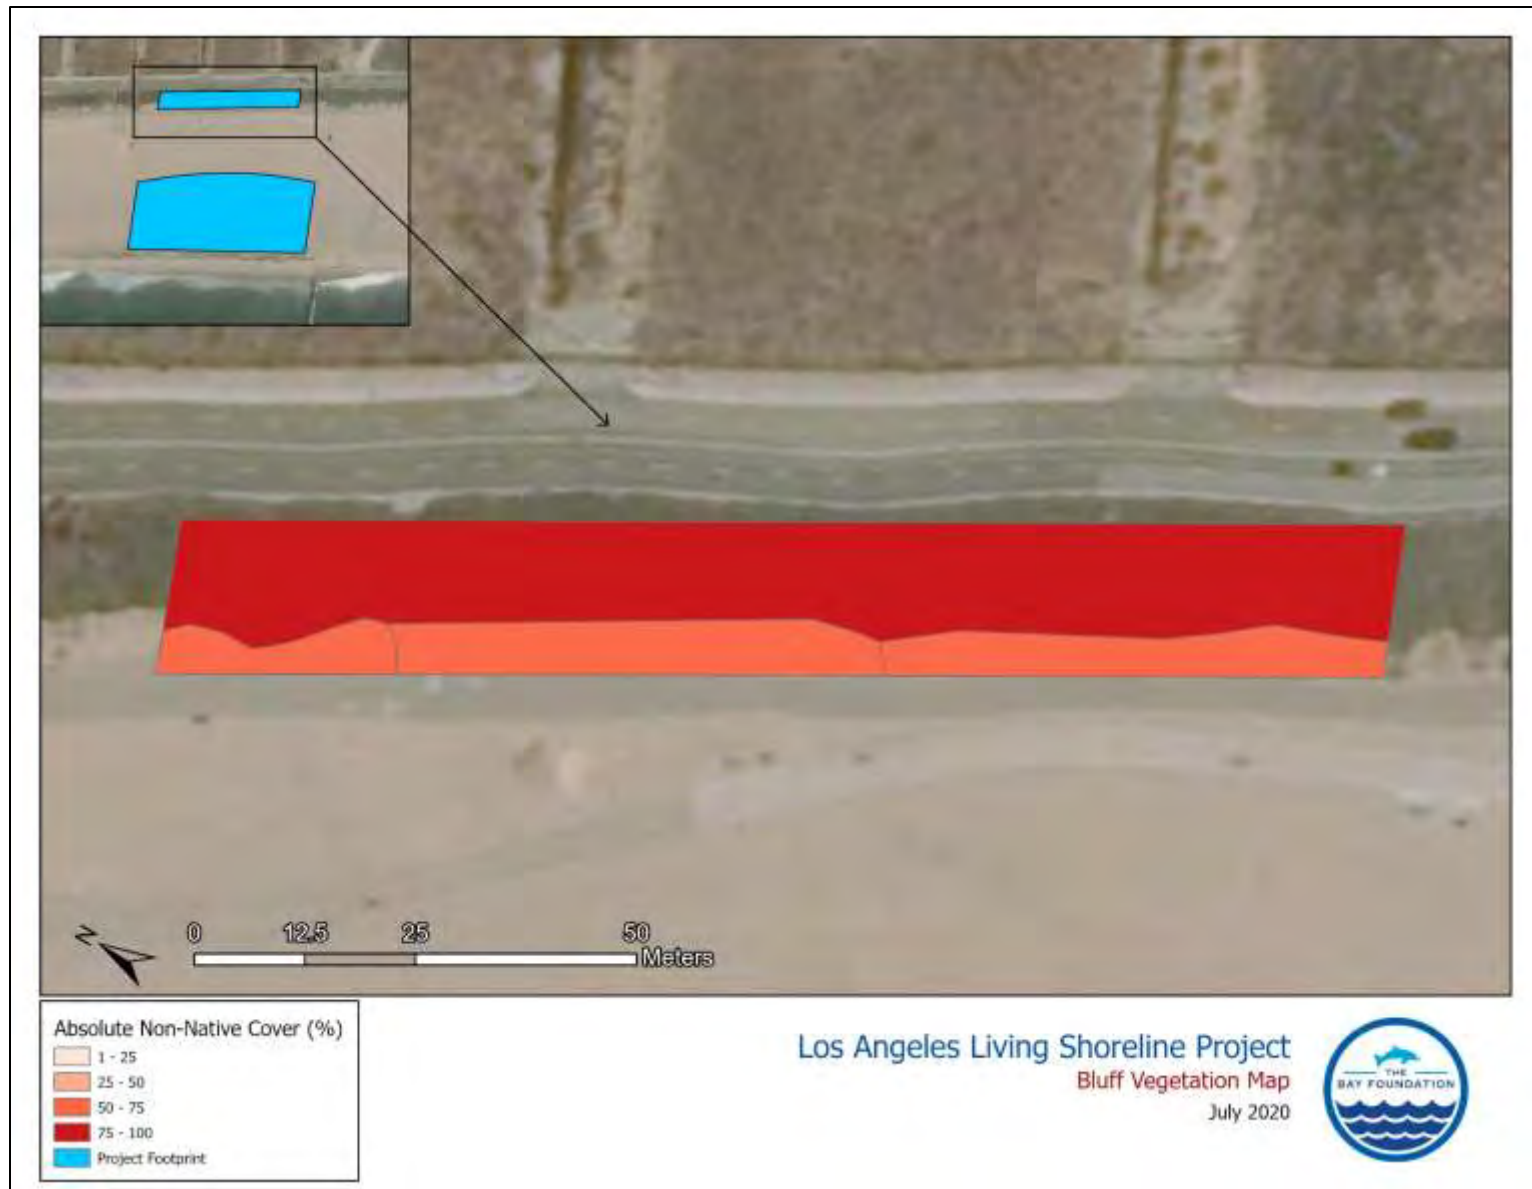 N
0 12.5 25 50
Meters
Absolute Non-Native Cover (%)
1 - 25
25 - 50
50 - 75
75 - 100
Project Footprint
Los Angeles Living Shoreline Project
Bluff Vegetation Map
July 2020
THE
BAY FOUNDATION